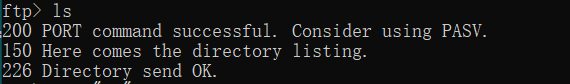 ftp> ls
200 PORT command successful. Consider using PASV.
150 Here comes the directory listing.
226 Directory send OK.